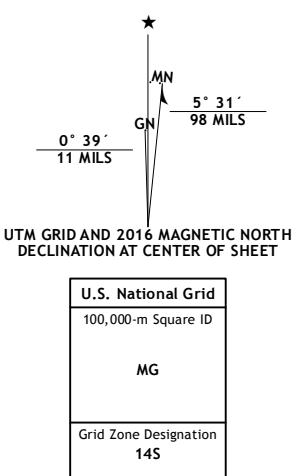 ★
MN
5° 31´
98 MILS
GN
0° 39´
11 MILS
UTM GRID AND 2016 MAGNETIC NORTH
DECLINATION AT CENTER OF SHEET
U.S. National Grid
100,000-m Square ID
MG
Grid Zone Designation
14S